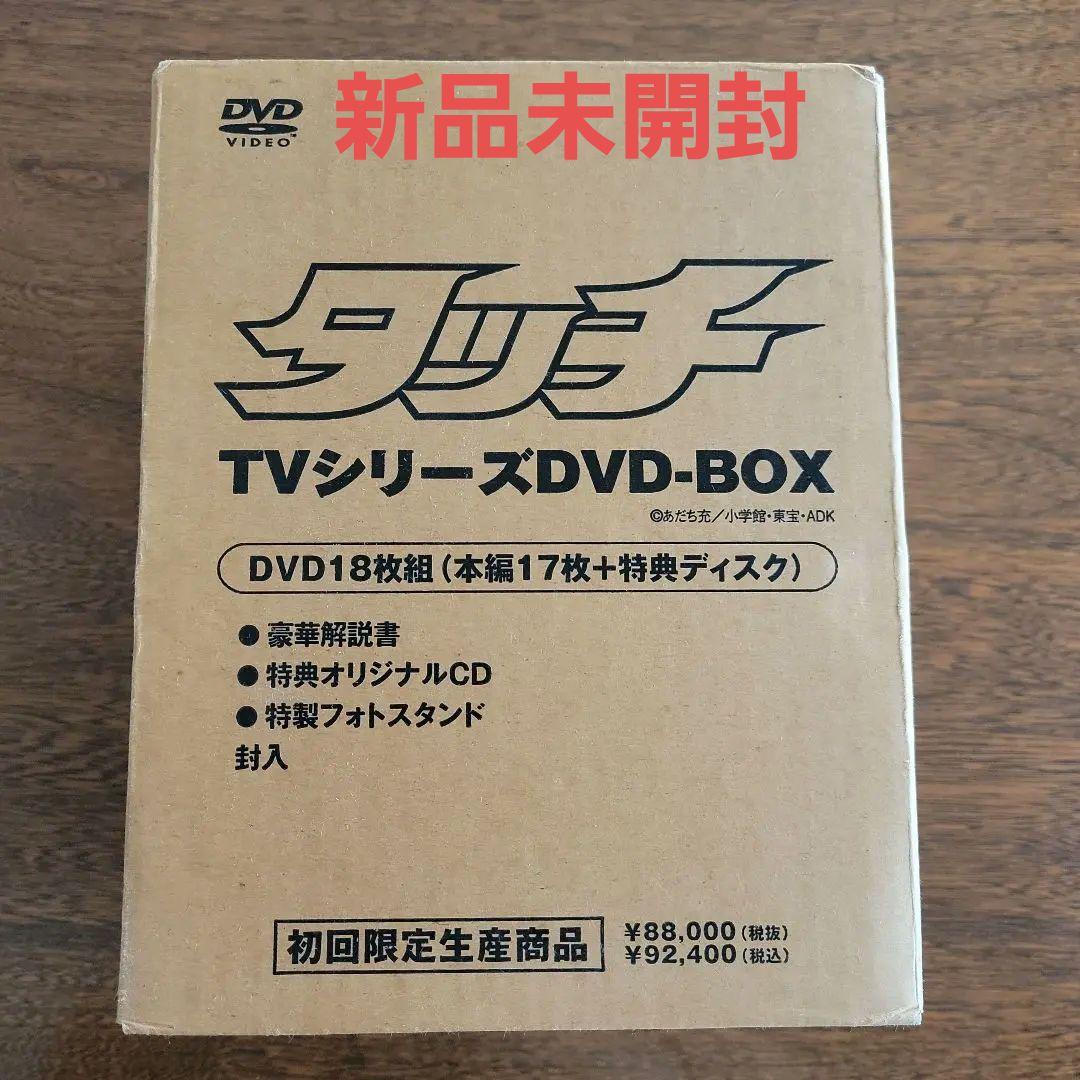 DVD
VIDEO™
新品未開封
タッチ
TVシリーズDVD-BOX
©あだち充／小学館・東宝・ADK
DVD18枚組（本編17枚＋特典ディスク）
● 豪華解説書
● 特典オリジナルCD
● 特製フォトスタンド
封入
初回限定生産商品
¥88,000（税抜）
¥92,400（税込）